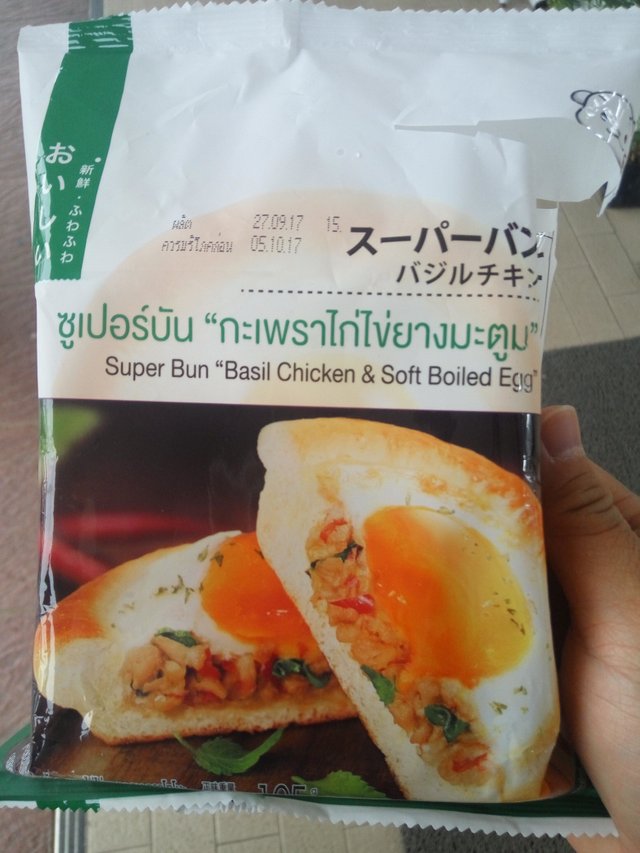 おいしい
新鮮・ふわふわ
ผลิต 27.09.17 15.
ควรบริโภคก่อน 05.10.17
スーパーバン
バジルチキン
ซูเปอร์บัน "กะเพราไก่ไข่ยางมะตูม"
Super Bun "Basil Chicken & Soft Boiled Egg"
105 g